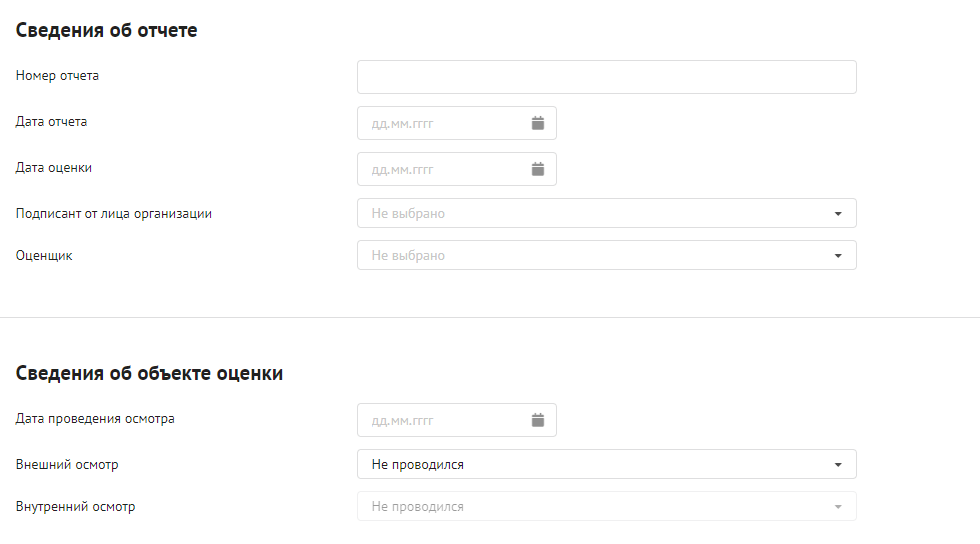 Сведения об отчете
Номер отчета
Дата отчета дд.мм.гггг
Дата оценки дд.мм.гггг
Подписант от лица организации Не выбрано
Оценщик Не выбрано
Сведения об объекте оценки
Дата проведения осмотра дд.мм.гггг
Внешний осмотр Не проводился
Внутренний осмотр Не проводился